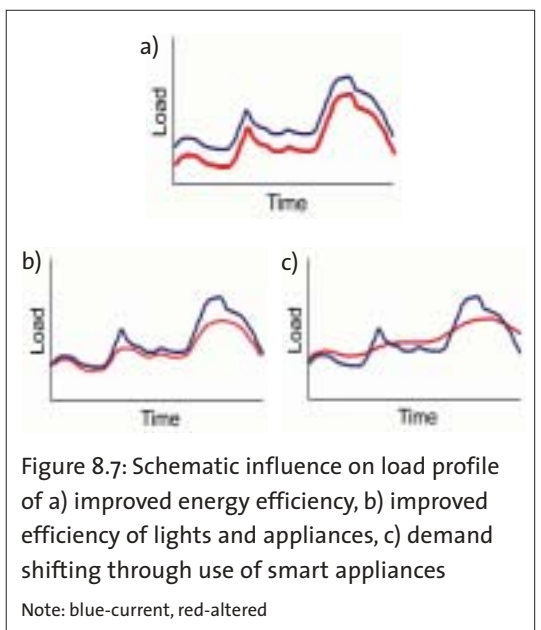 a)
Load
Time
b)
Load
Time
c)
Load
Time
Figure 8.7: Schematic influence on load profile
of a) improved energy efficiency, b) improved
efficiency of lights and appliances, c) demand
shifting through use of smart appliances
Note: blue-current, red-altered